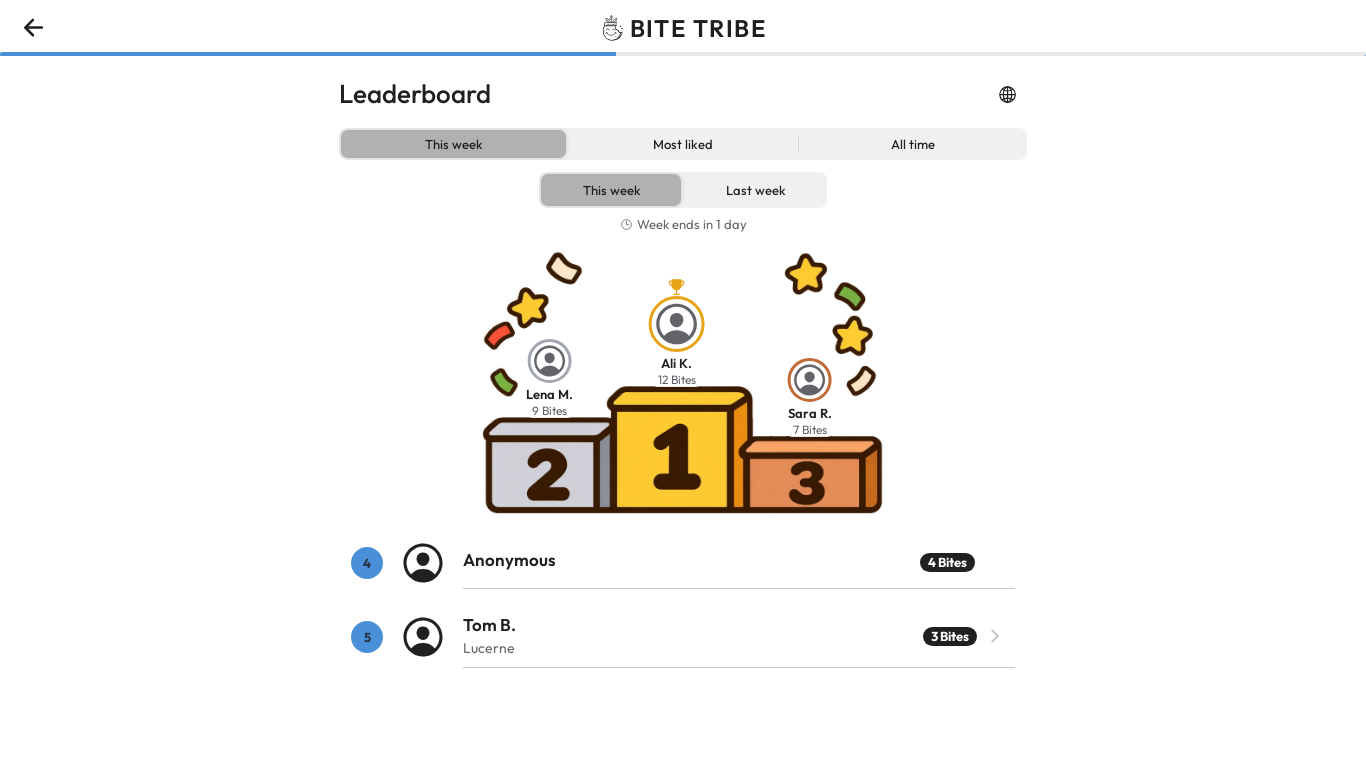 BITE TRIBE
Leaderboard
This week
Most liked
All time
This week
Last week
Week ends in 1 day
Ali K.
12 Bites
Lena M.
9 Bites
Sara R.
7 Bites
2
1
3
4
Anonymous
4 Bites
5
Tom B.
Lucerne
3 Bites